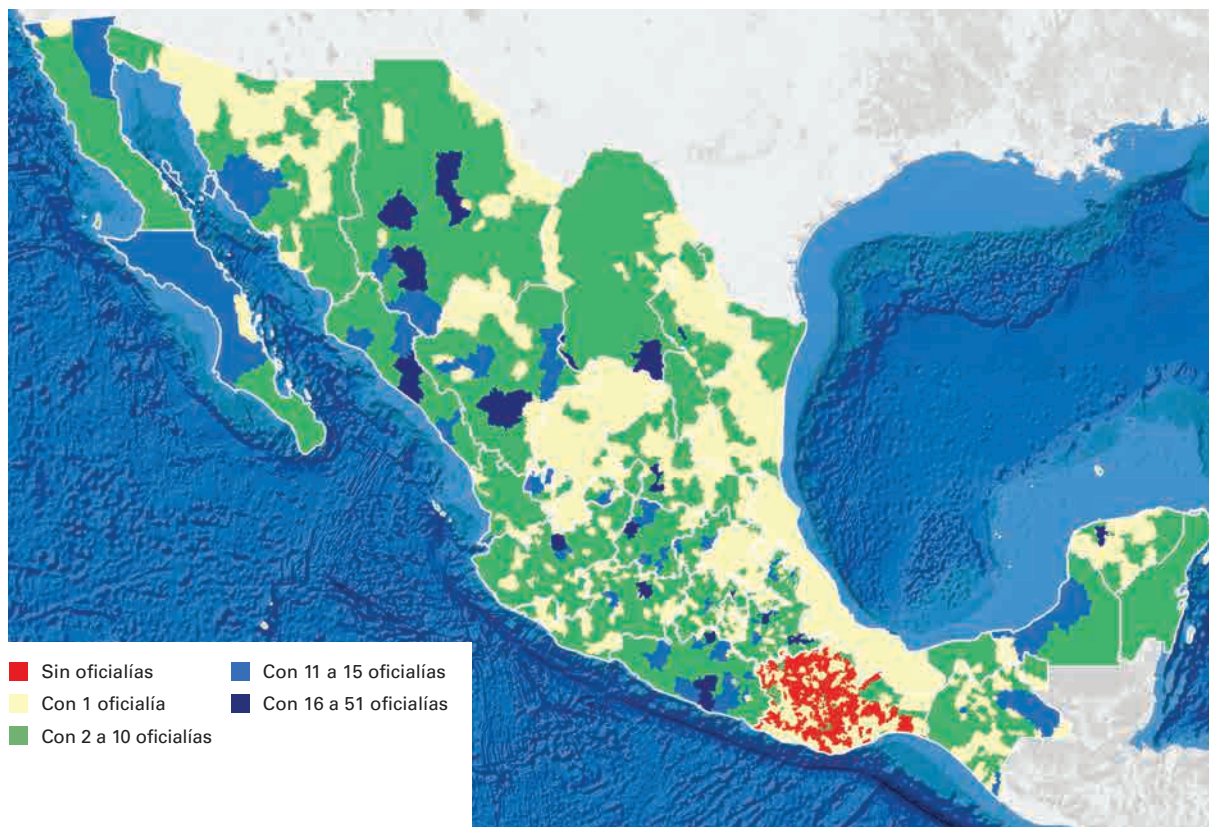 Sin oficialías
Con 1 oficialía
Con 2 a 10 oficialías
Con 11 a 15 oficialías
Con 16 a 51 oficialías